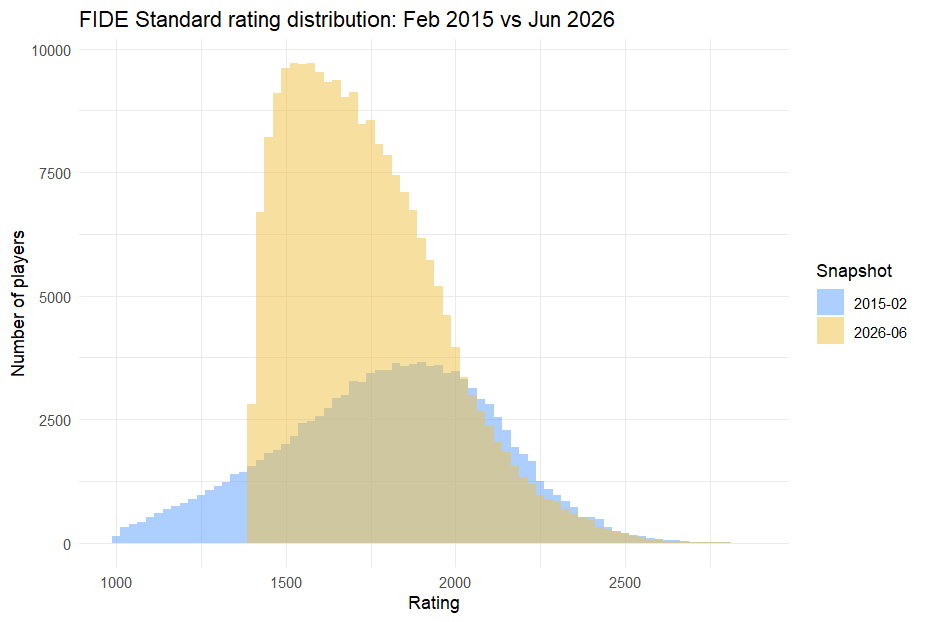 FIDE Standard rating distribution: Feb 2015 vs Jun 2026
10000
7500
5000
2500
0
Number of players
1000
1500
2000
2500
Rating
Snapshot
2015-02
2026-06